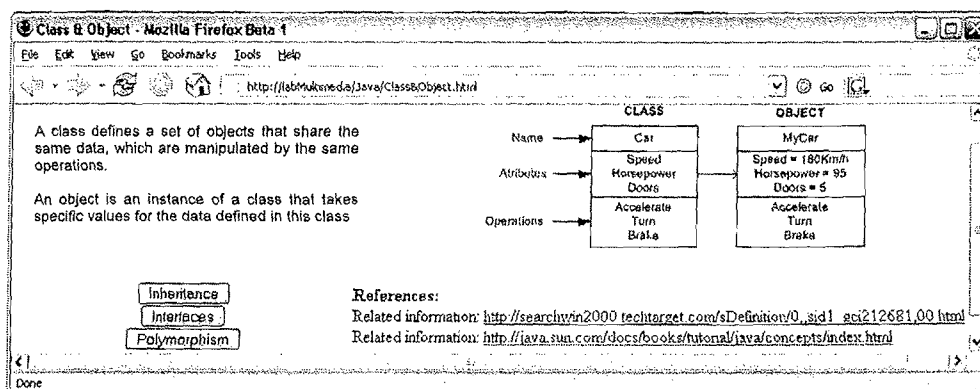 Class & Object - Mozilla Firefox Beta 1
File Edit View Go Bookmarks Tools Help
http://labMultimedia/Java/Class&Object.html
Go
G
A class defines a set of objects that share the
same data, which are manipulated by the same
operations.
An object is an instance of a class that takes
specific values for the data defined in this class
CLASS OBJECT
Name Car MyCar
Atributes
Speed Speed = 180Km/h
Horsepower Horsepower = 95
Doors Doors = 5
Operations
Accelerate Accelerate
Turn Turn
Brake Brake
Inheritance
Interfaces
Polymorphism
References:
Related information: http://searchwin2000.techtarget.com/sDefinition/0,,sid1_gci212681,00.html
Related information: http://java.sun.com/docs/books/tutorial/java/concepts/index.html
Done